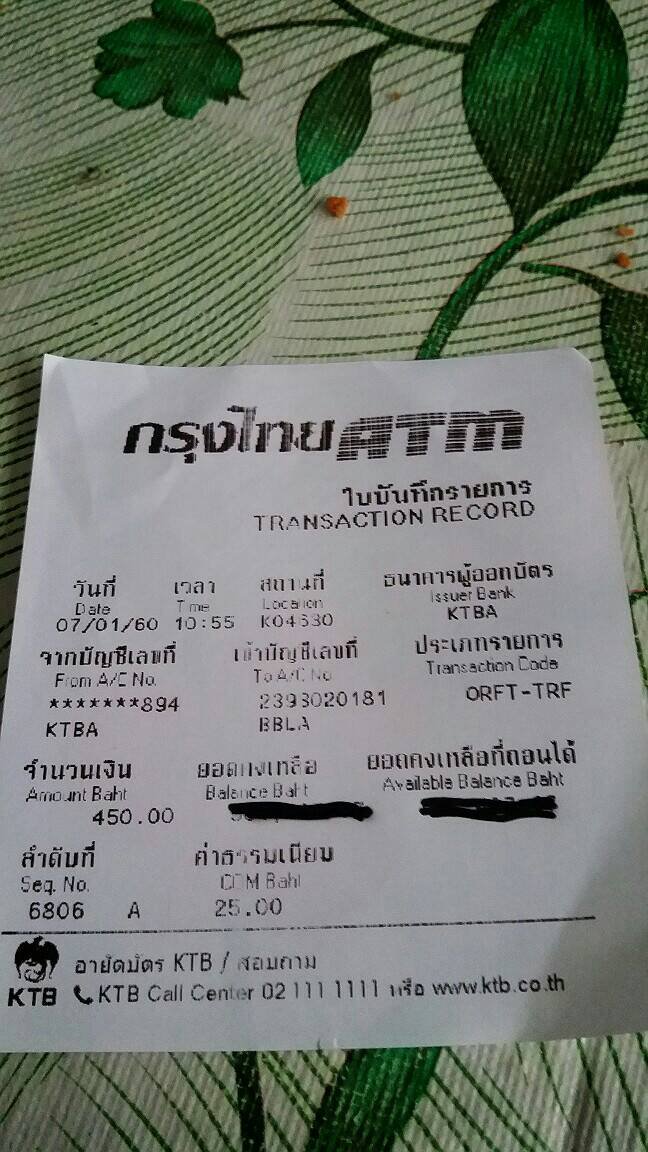 กรุงไทย ATM
ใบบันทึกรายการ
TRANSACTION RECORD
วันที่ เวลา สถานที่ ธนาคารผู้ออกบัตร
Date Time Location Issuer Bank
07/01/60 10:55 K04630 KTBA
จากบัญชีเลขที่ เข้าบัญชีเลขที่ ประเภทรายการ
From A/C No. To A/C No Transaction Code
*******894 2393020181 ORFT-TRF
KTBA BBLA
จำนวนเงิน ยอดคงเหลือ ยอดคงเหลือที่ถอนได้
Amount Baht Balance Baht Available Balance Baht
450.00
ลำดับที่ ค่าธรรมเนียม
Seq. No. COM Baht
6806 A 25.00
อายัดบัตร KTB / สอบถาม
KTB KTB Call Center 02 111 1111 หรือ www.ktb.co.th